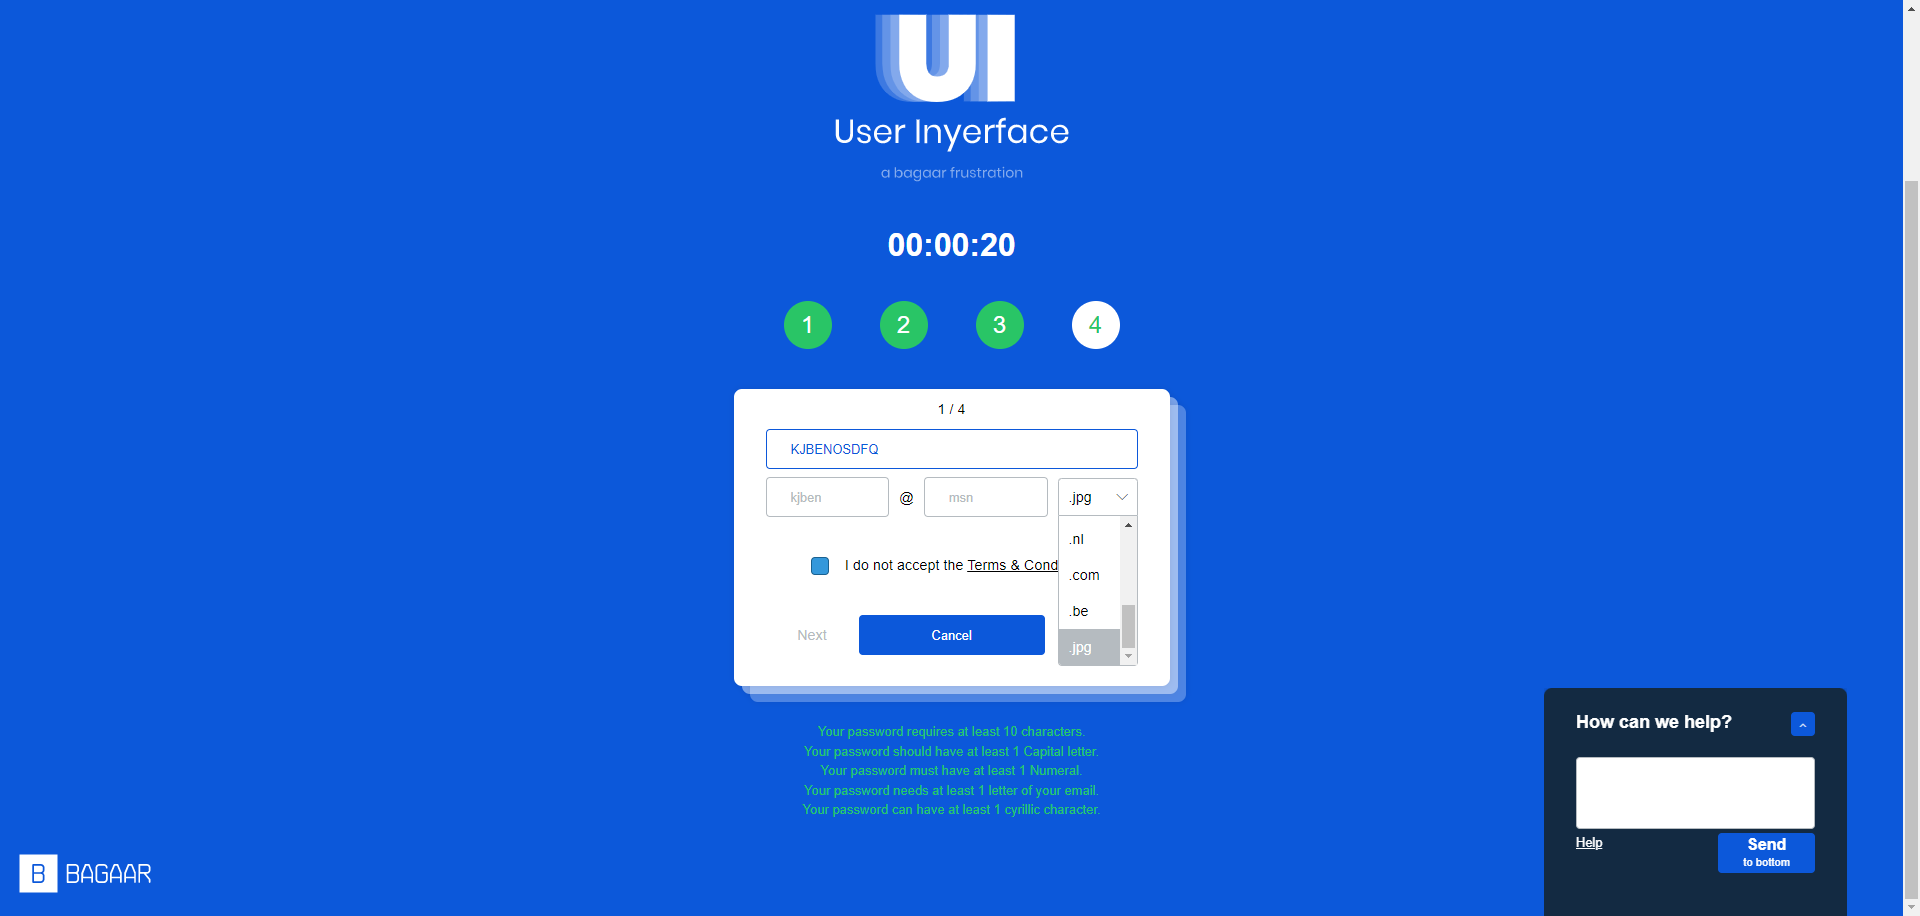 UI
User Inyerface
a bagaar frustration
00:00:20
1 2 3 4
1 / 4
KJBENOSDFQ
kjben @ msn .jpg
.nl
I do not accept the Terms & Cond
.com
.be
Next Cancel
.jpg
Your password requires at least 10 characters.
Your password should have at least 1 Capital letter.
Your password must have at least 1 Numeral.
Your password needs at least 1 letter of your email.
Your password can have at least 1 cyrillic character.
How can we help?
Help
Send
to bottom
B BAGAAR